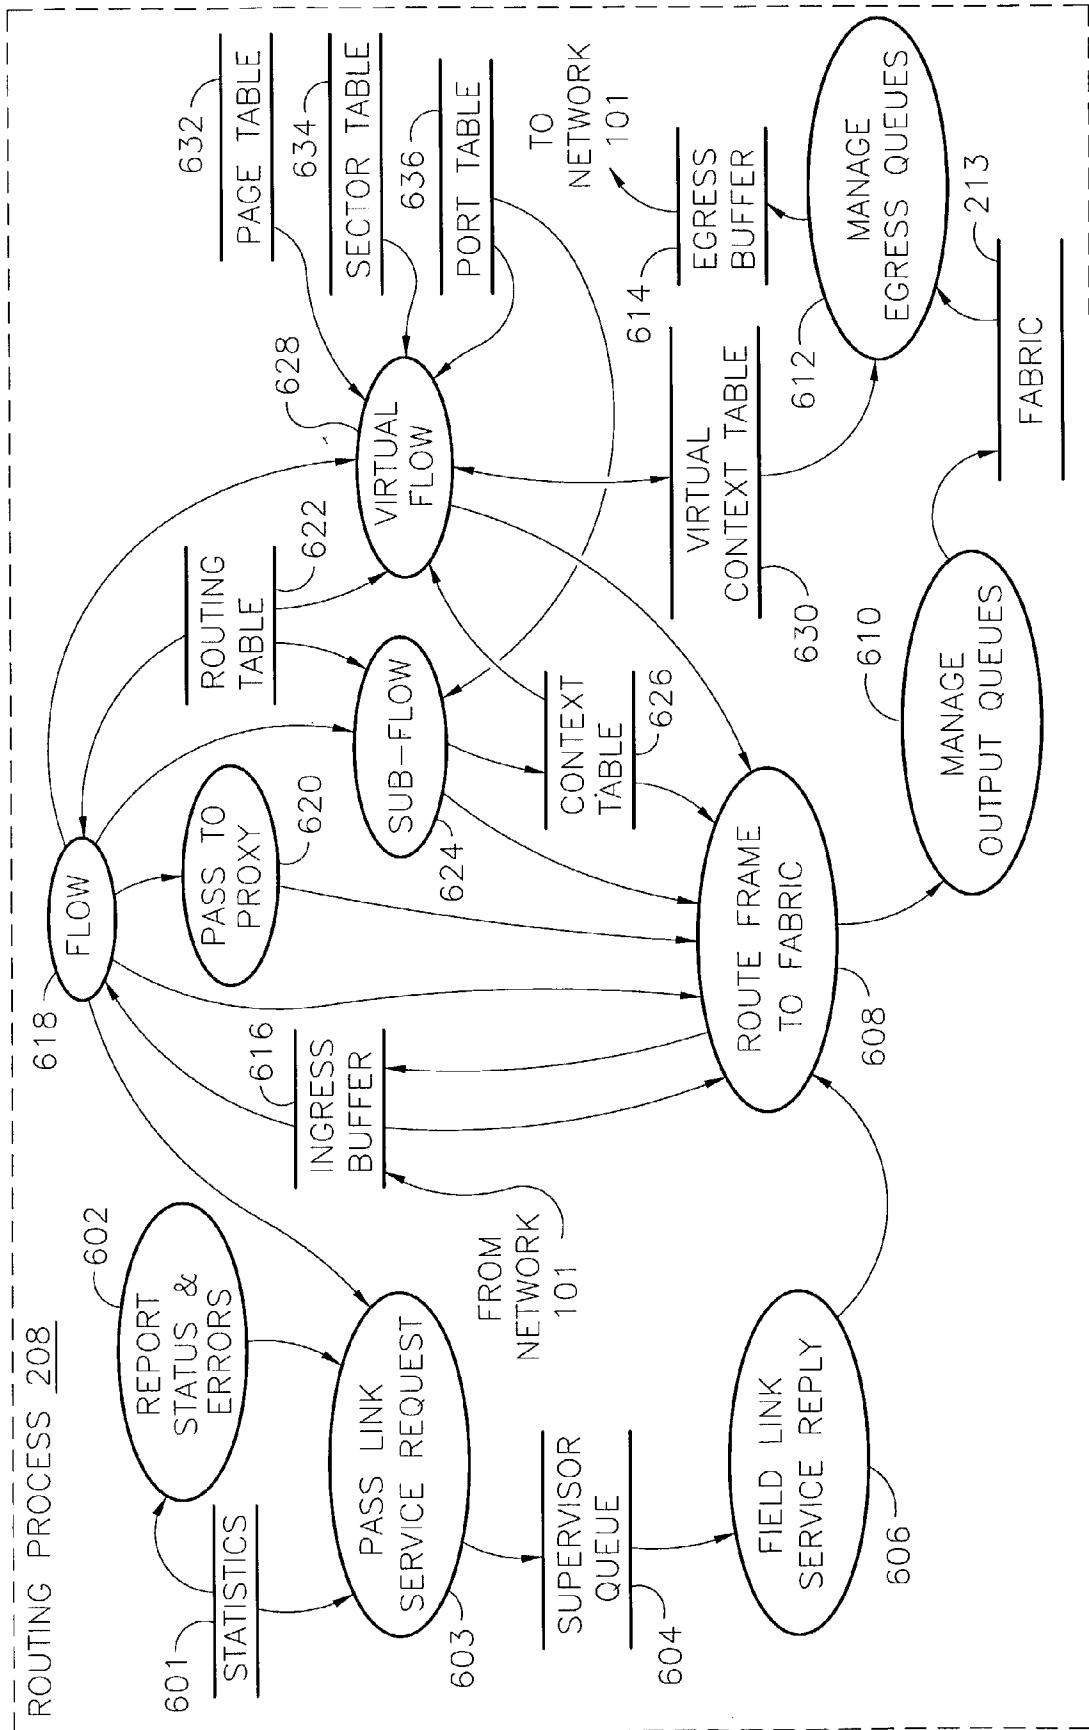 ROUTING PROCESS 208
601
STATISTICS
602
REPORT
STATUS &
ERRORS
603
PASS LINK
SERVICE REQUEST
604
SUPERVISOR
QUEUE
606
FIELD LINK
SERVICE REPLY
FROM
NETWORK
101
616
INGRESS
BUFFER
618
FLOW
620
PASS TO
PROXY
622
ROUTING
TABLE
624
SUB-FLOW
626
CONTEXT
TABLE
628
VIRTUAL
FLOW
632
PAGE TABLE
634
SECTOR TABLE
636
PORT TABLE
630
VIRTUAL
CONTEXT TABLE
608
ROUTE FRAME
TO FABRIC
610
MANAGE
OUTPUT QUEUES
213
FABRIC
612
MANAGE
EGRESS QUEUES
614
EGRESS
BUFFER
TO
NETWORK
101